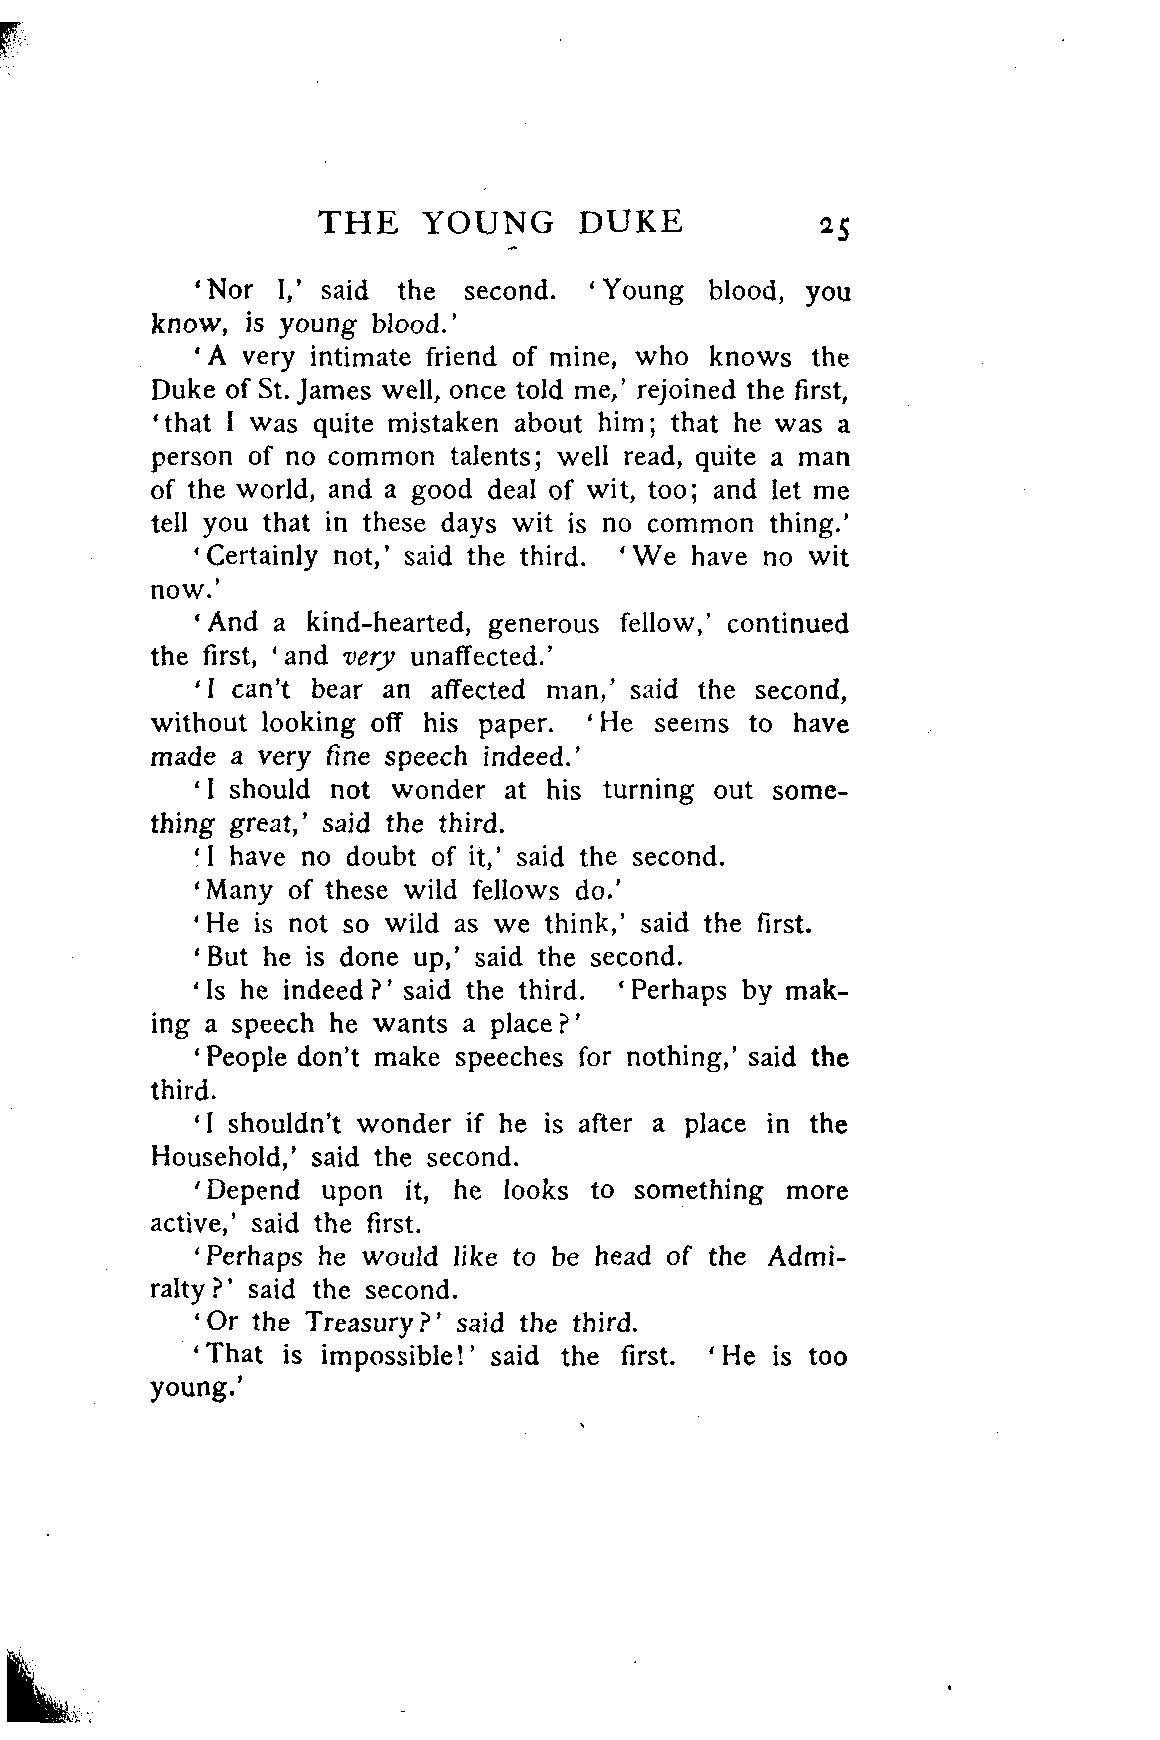 THE YOUNG DUKE 25
‘Nor I,’ said the second. ‘Young blood, you
know, is young blood.’
‘A very intimate friend of mine, who knows the
Duke of St. James well, once told me,’ rejoined the first,
‘that I was quite mistaken about him; that he was a
person of no common talents; well read, quite a man
of the world, and a good deal of wit, too; and let me
tell you that in these days wit is no common thing.’
‘Certainly not,’ said the third. ‘We have no wit
now.’
‘And a kind-hearted, generous fellow,’ continued
the first, ‘and very unaffected.’
‘I can’t bear an affected man,’ said the second,
without looking off his paper. ‘He seems to have
made a very fine speech indeed.’
‘I should not wonder at his turning out some-
thing great,’ said the third.
‘I have no doubt of it,’ said the second.
‘Many of these wild fellows do.’
‘He is not so wild as we think,’ said the first.
‘But he is done up,’ said the second.
‘Is he indeed?’ said the third. ‘Perhaps by mak-
ing a speech he wants a place?’
‘People don’t make speeches for nothing,’ said the
third.
‘I shouldn’t wonder if he is after a place in the
Household,’ said the second.
‘Depend upon it, he looks to something more
active,’ said the first.
‘Perhaps he would like to be head of the Admi-
ralty?’ said the second.
‘Or the Treasury?’ said the third.
‘That is impossible!’ said the first. ‘He is too
young.’